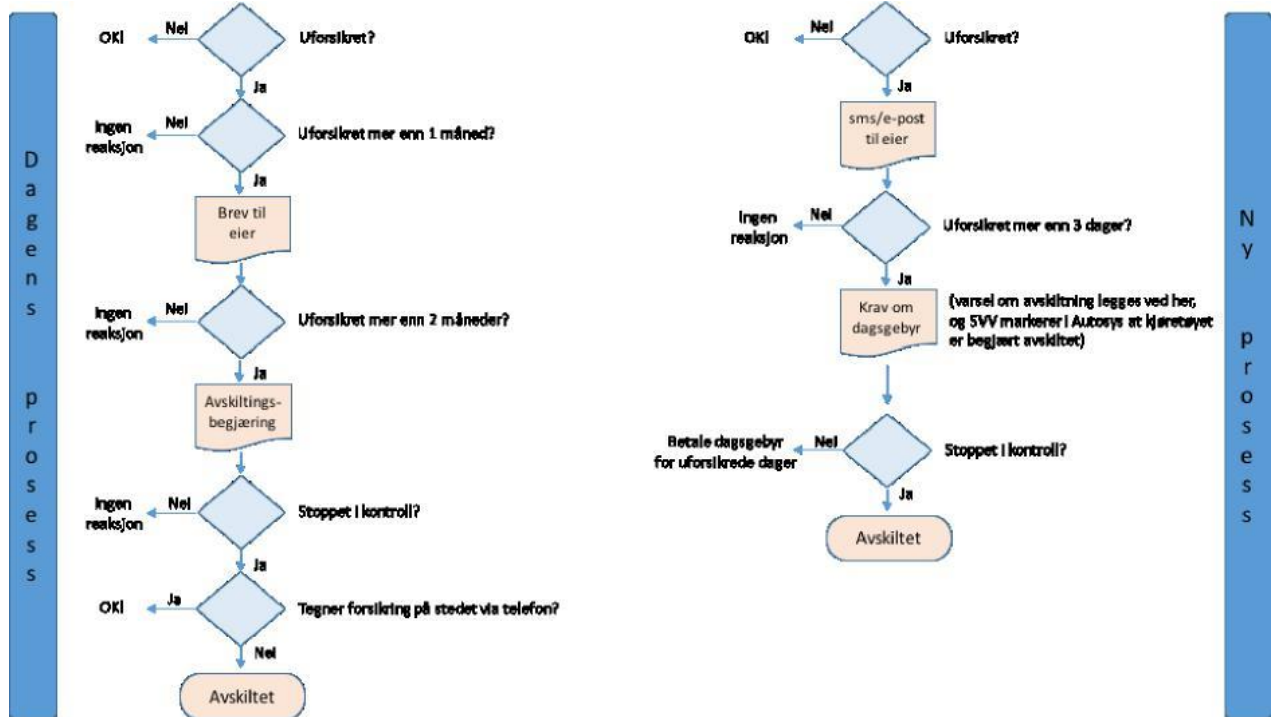 Dagens prosess
OK!
Nei
Uforsikret?
Ja
Ingen
reaksjon
Nei
Uforsikret mer enn 1 måned?
Ja
Brev til
eier
Ingen
reaksjon
Nei
Uforsikret mer enn 2 måneder?
Ja
Avskiltings-
begjæring
Ingen
reaksjon
Nei
Stoppet i kontroll?
Ja
OK!
Ja
Tegner forsikring på stedet via telefon?
Nei
Avskiltet
OK!
Nei
Uforsikret?
Ja
sms/e-post
til eier
Ingen
reaksjon
Nei
Uforsikret mer enn 3 dager?
Ja
Krav om
dagsgebyr
(varsel om avskiltning legges ved her,
og SVV markerer i Autosys at kjøretøyet
er begjært avskiltet)
Betale dagsgebyr
for uforsikrede dager
Nei
Stoppet i kontroll?
Ja
Avskiltet
Ny prosess